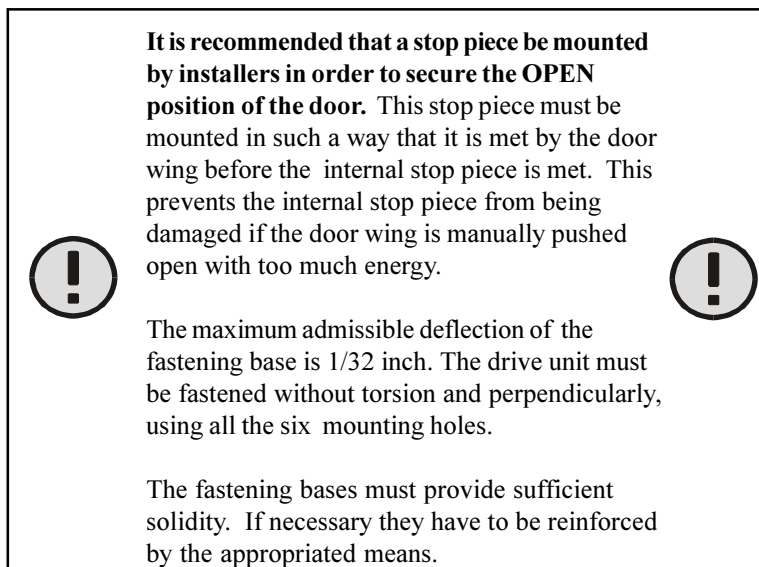 It is recommended that a stop piece be mounted
by installers in order to secure the OPEN
position of the door. This stop piece must be
mounted in such a way that it is met by the door
wing before the internal stop piece is met. This
prevents the internal stop piece from being
damaged if the door wing is manually pushed
open with too much energy.
The maximum admissible deflection of the
fastening base is 1/32 inch. The drive unit must
be fastened without torsion and perpendicularly,
using all the six mounting holes.
The fastening bases must provide sufficient
solidity. If necessary they have to be reinforced
by the appropriated means.